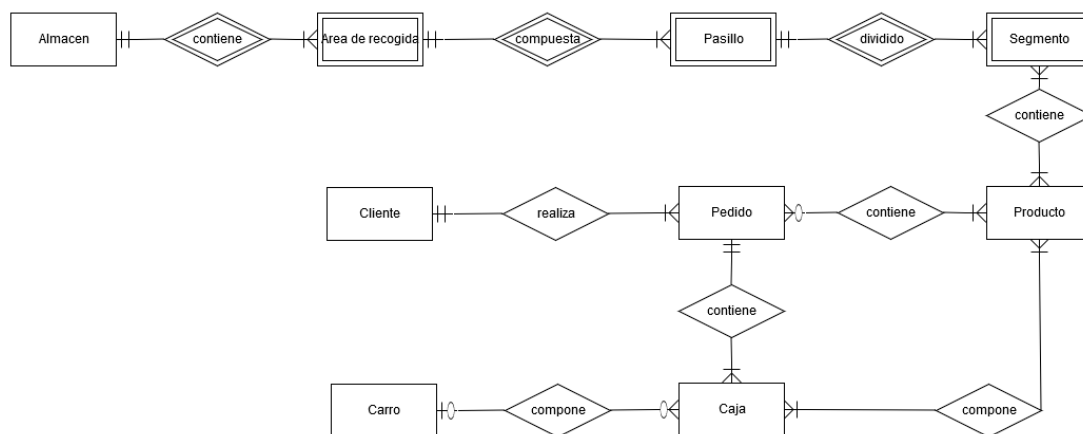 Almacen
contiene
Area de recogida
compuesta
Pasillo
dividido
Segmento
contiene
Cliente
realiza
Pedido
contiene
Producto
contiene
Carro
compone
Caja
compone